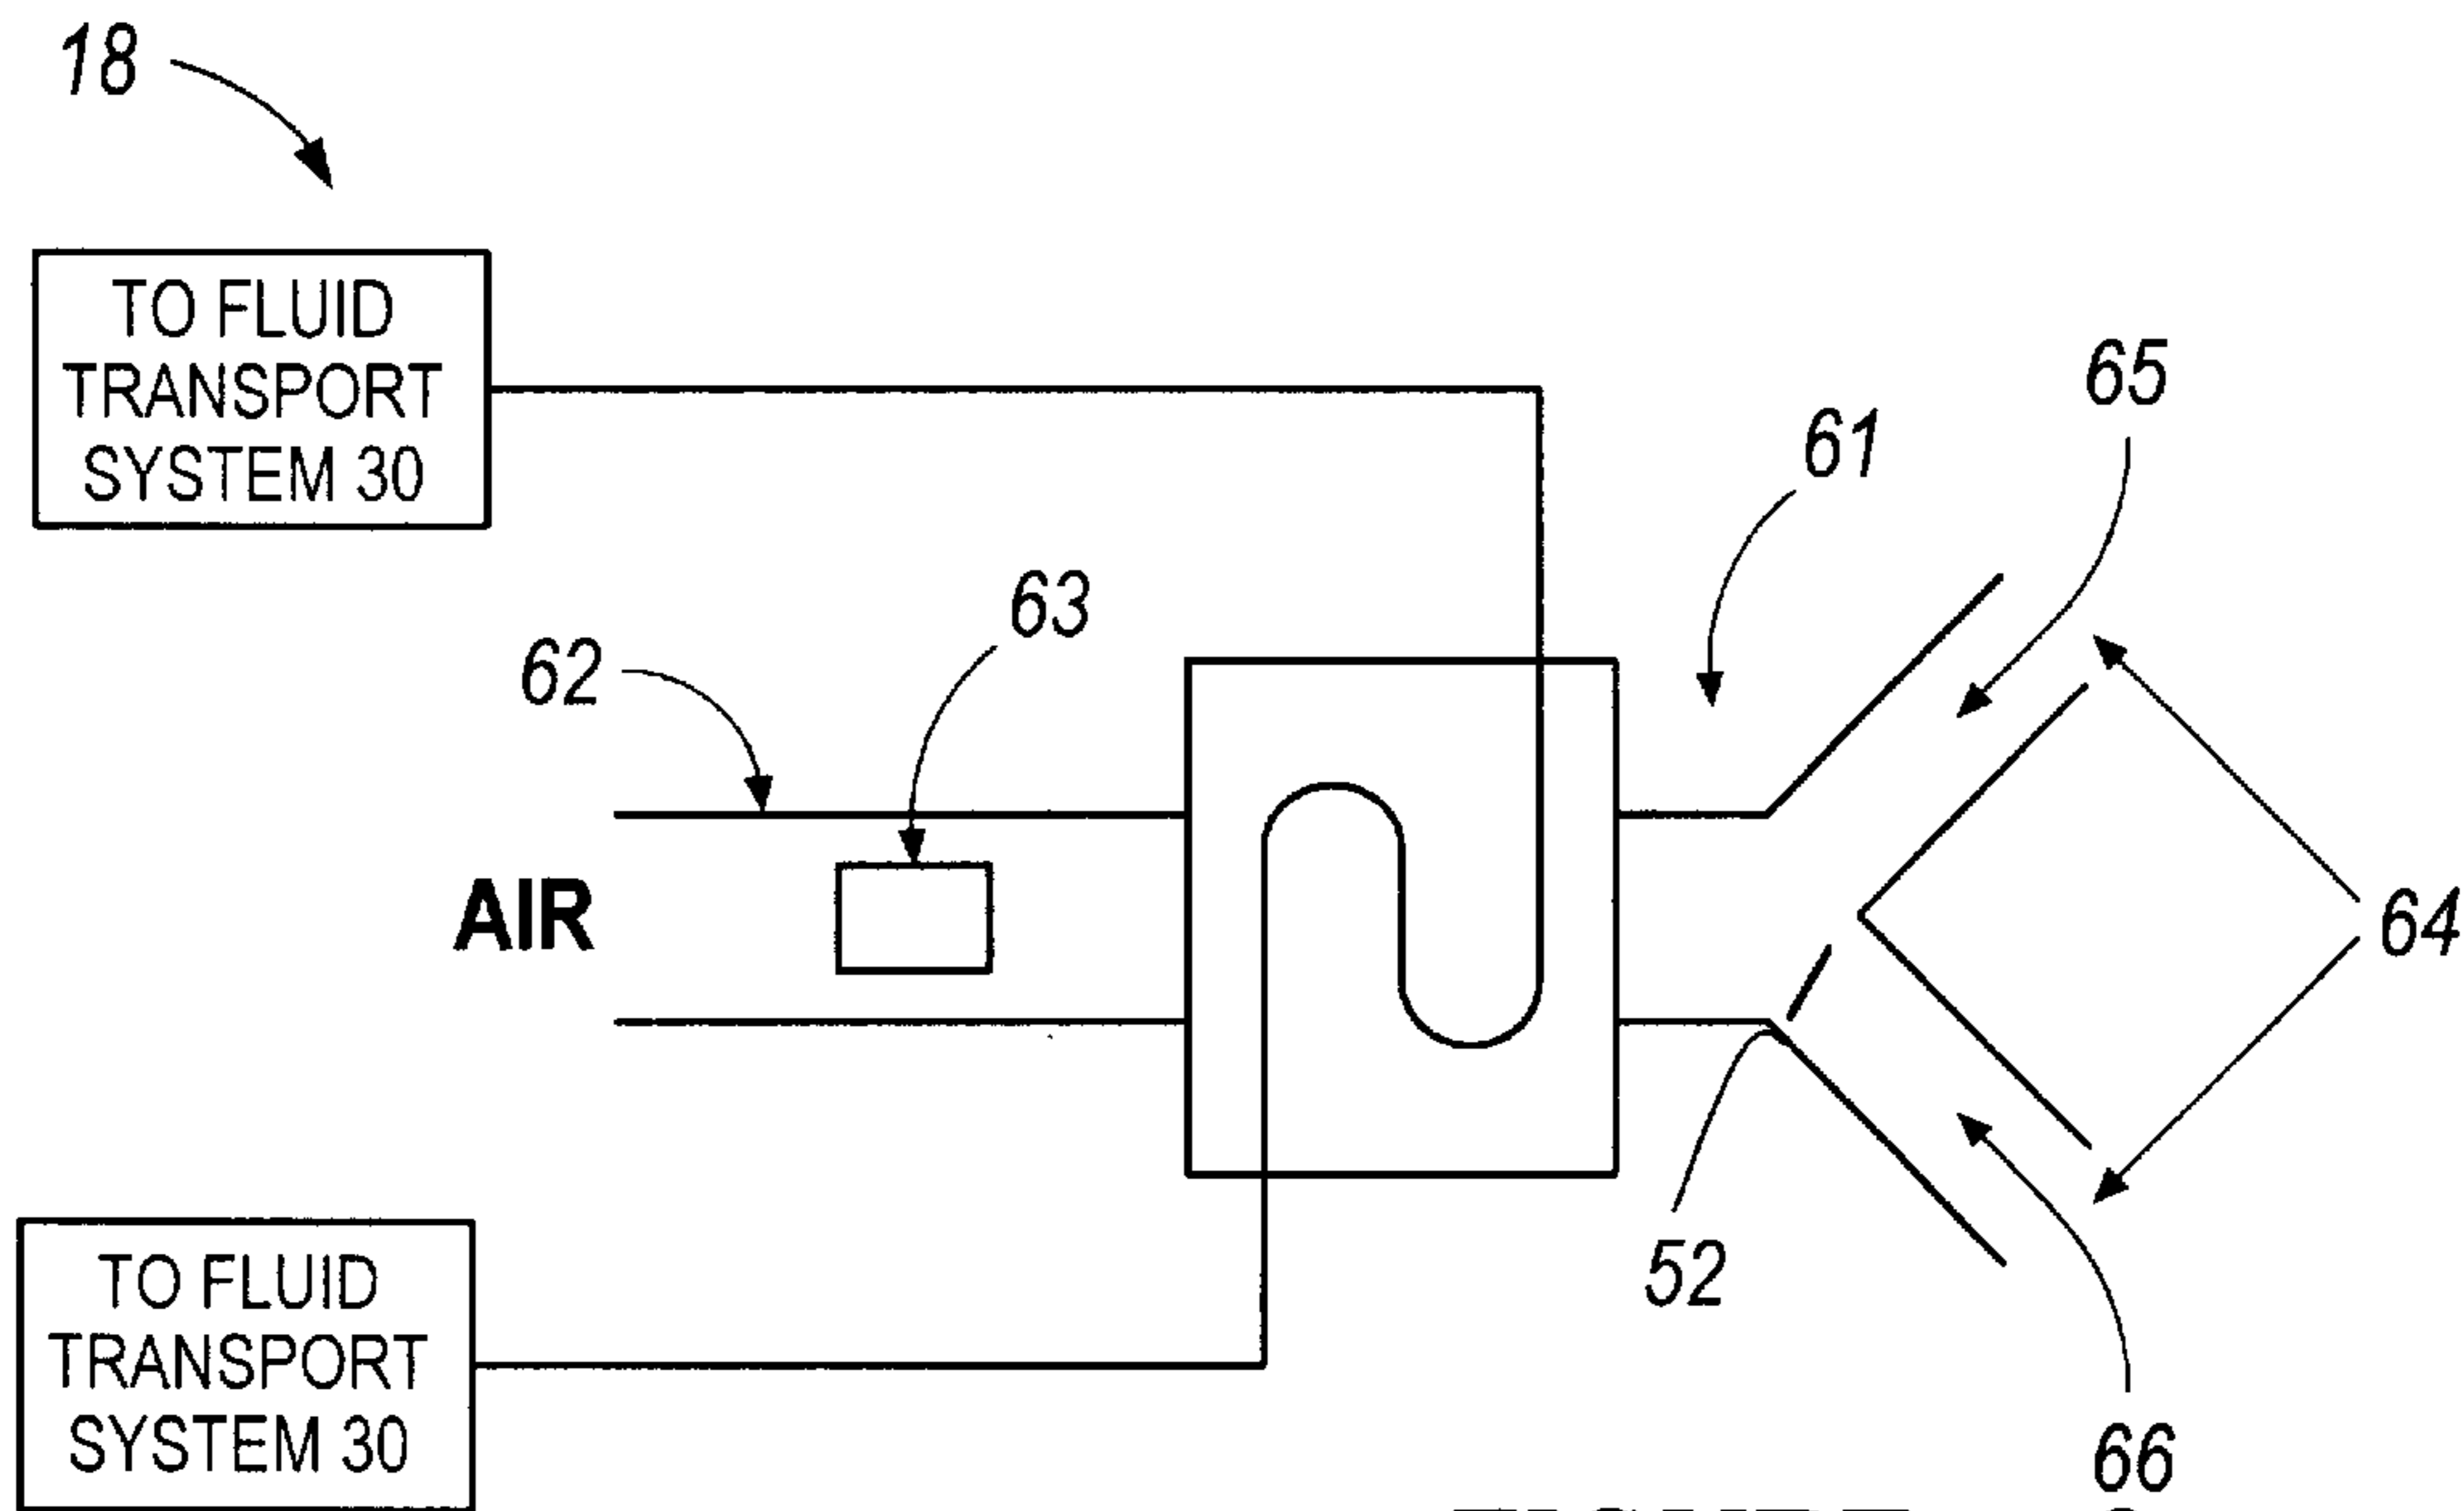 18
TO FLUID
TRANSPORT
SYSTEM 30
65
61
63
62
AIR
64
52
TO FLUID
TRANSPORT
SYSTEM 30
66